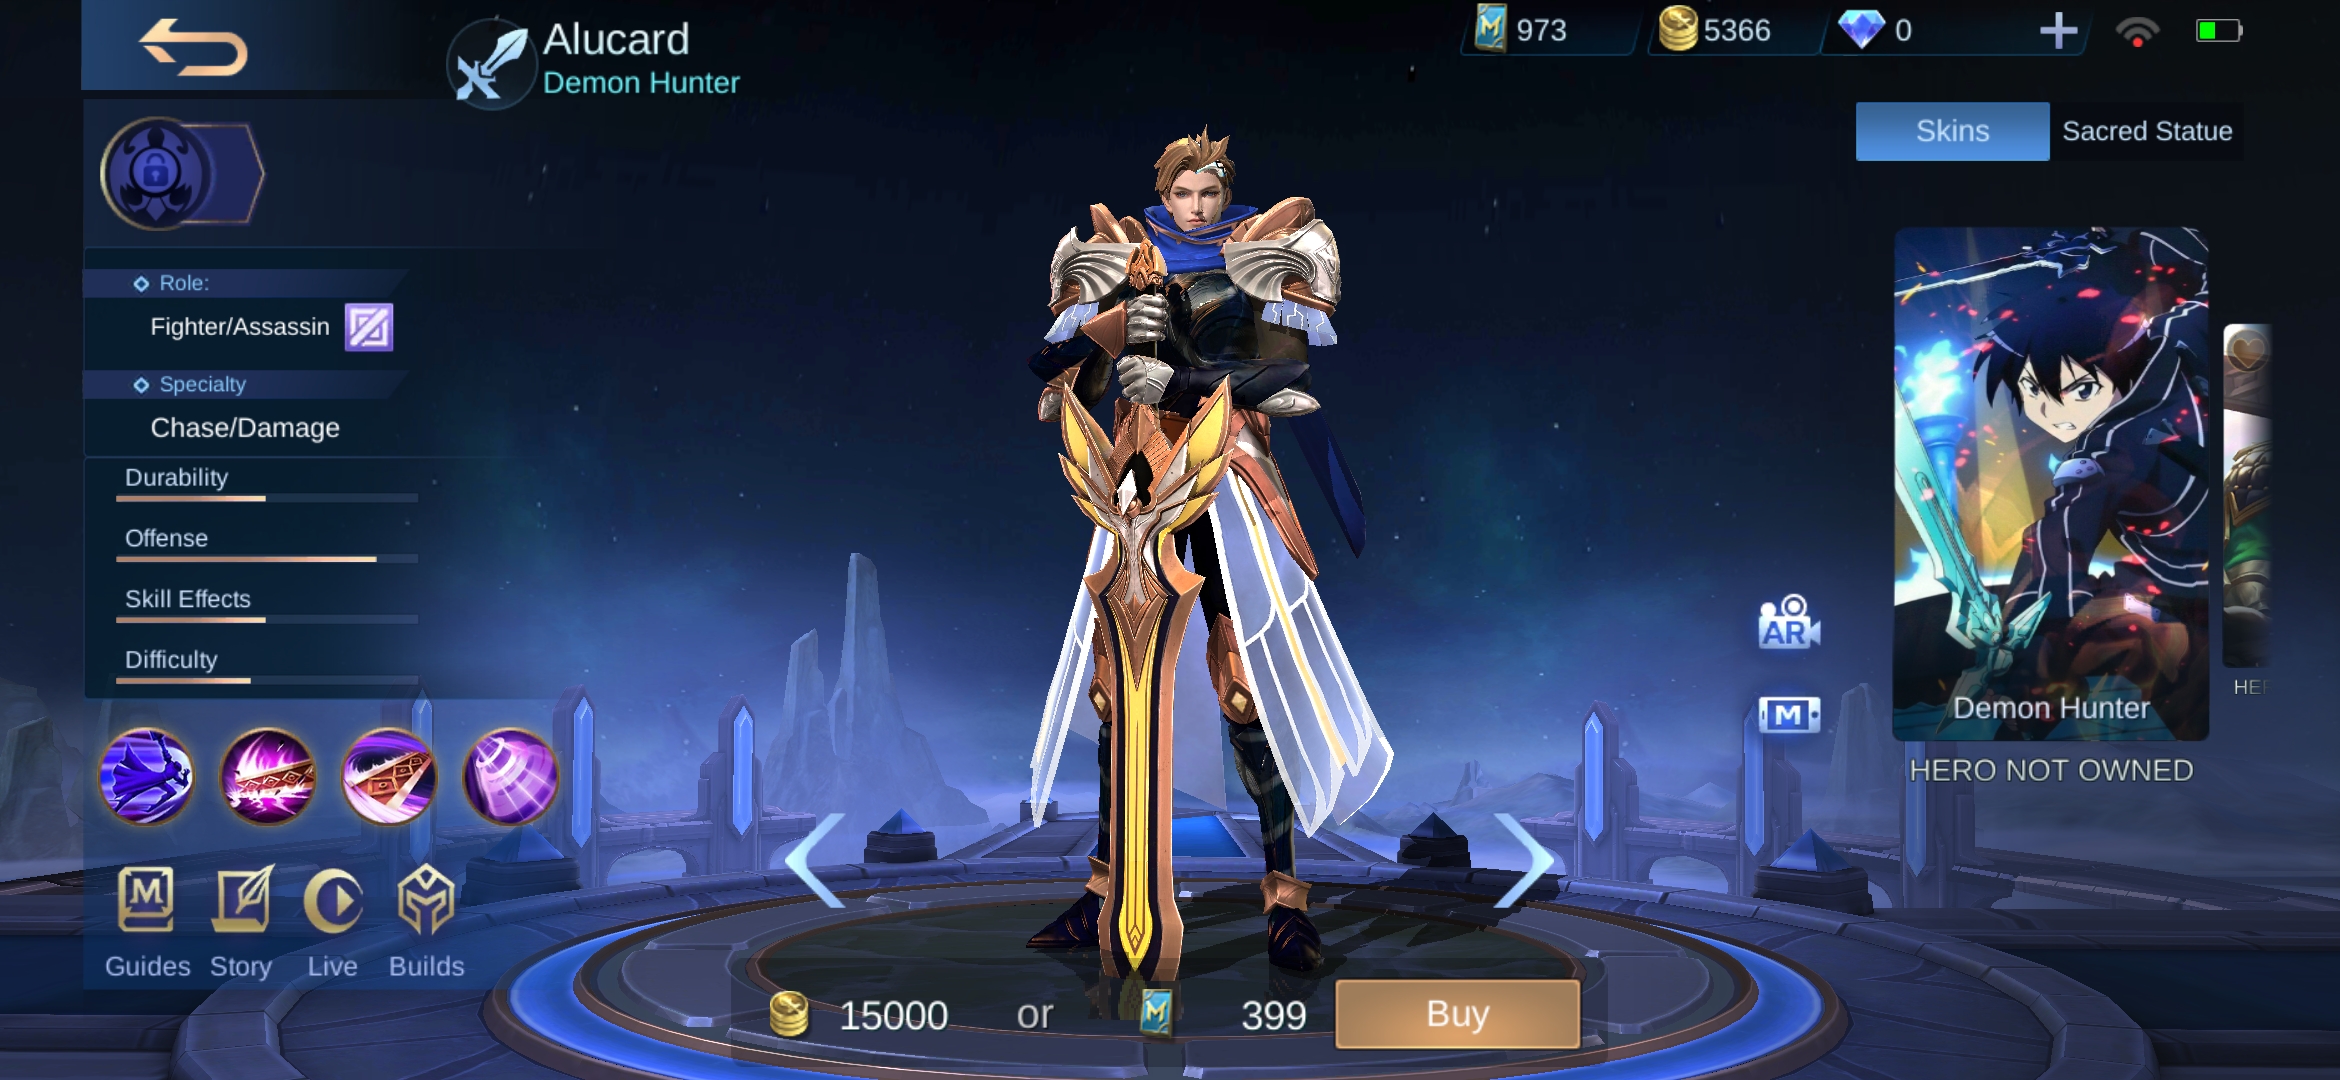 Alucard
Demon Hunter
973
5366
0
Skins
Sacred Statue
Role:
Fighter/Assassin
Specialty
Chase/Damage
Durability
Offense
Skill Effects
Difficulty
AR
M
Demon Hunter
HERO NOT OWNED
Guides
Story
Live
Builds
15000
or
399
Buy